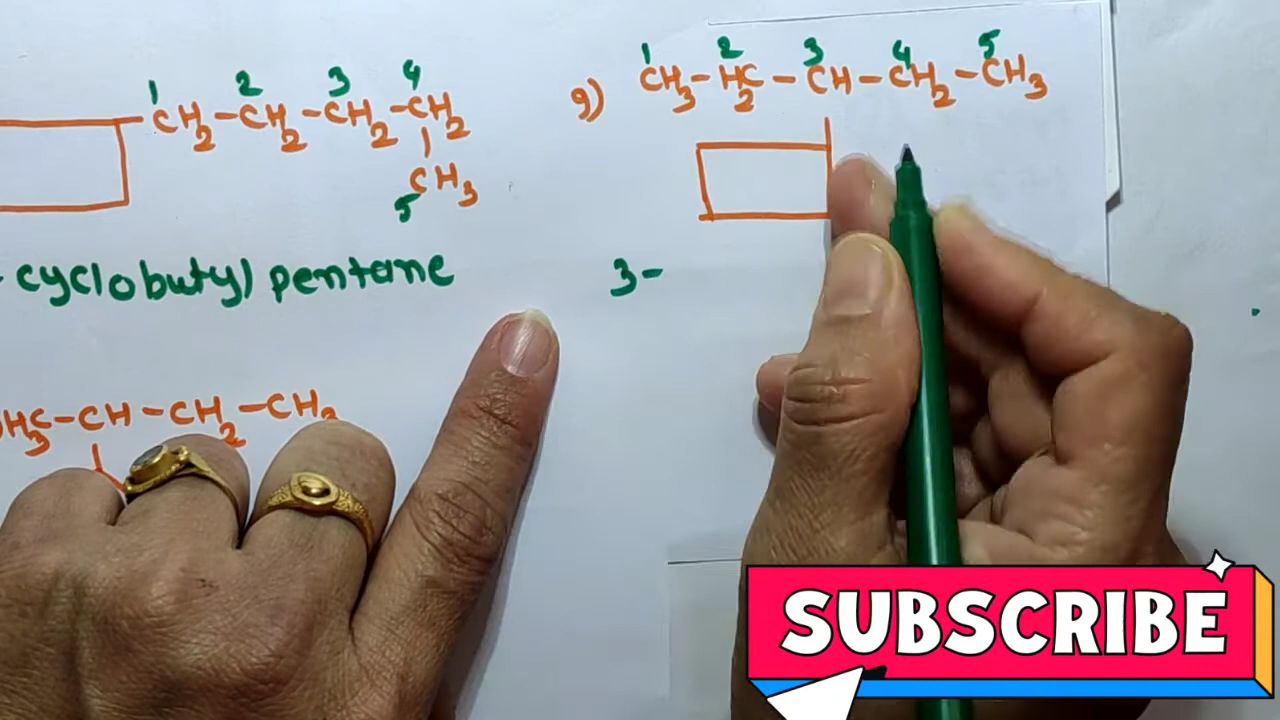 1 2 3 4
CH2-CH2-CH2-CH2
CH3
5
-cyclobutyl pentane
H3C-CH-CH2-CH3
9)
1 2 3 4 5
CH3-H2C-CH-CH2-CH3
3-
SUBSCRIBE